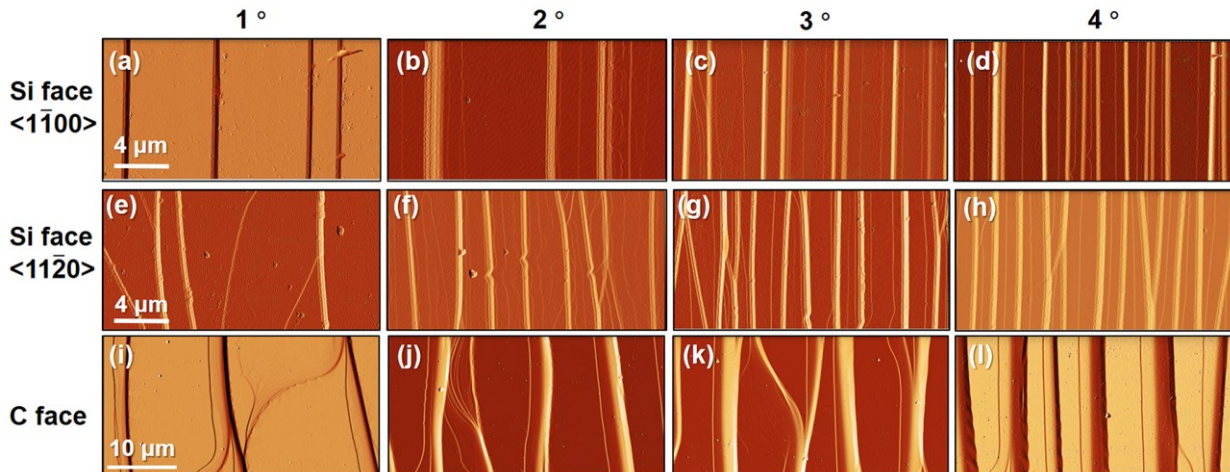 1 °
2 °
3 °
4 °
Si face
<11̅00>
(a)
4 µm
(b)
(c)
(d)
Si face
<112̅0>
(e)
4 µm
(f)
(g)
(h)
C face
(i)
10 µm
(j)
(k)
(l)